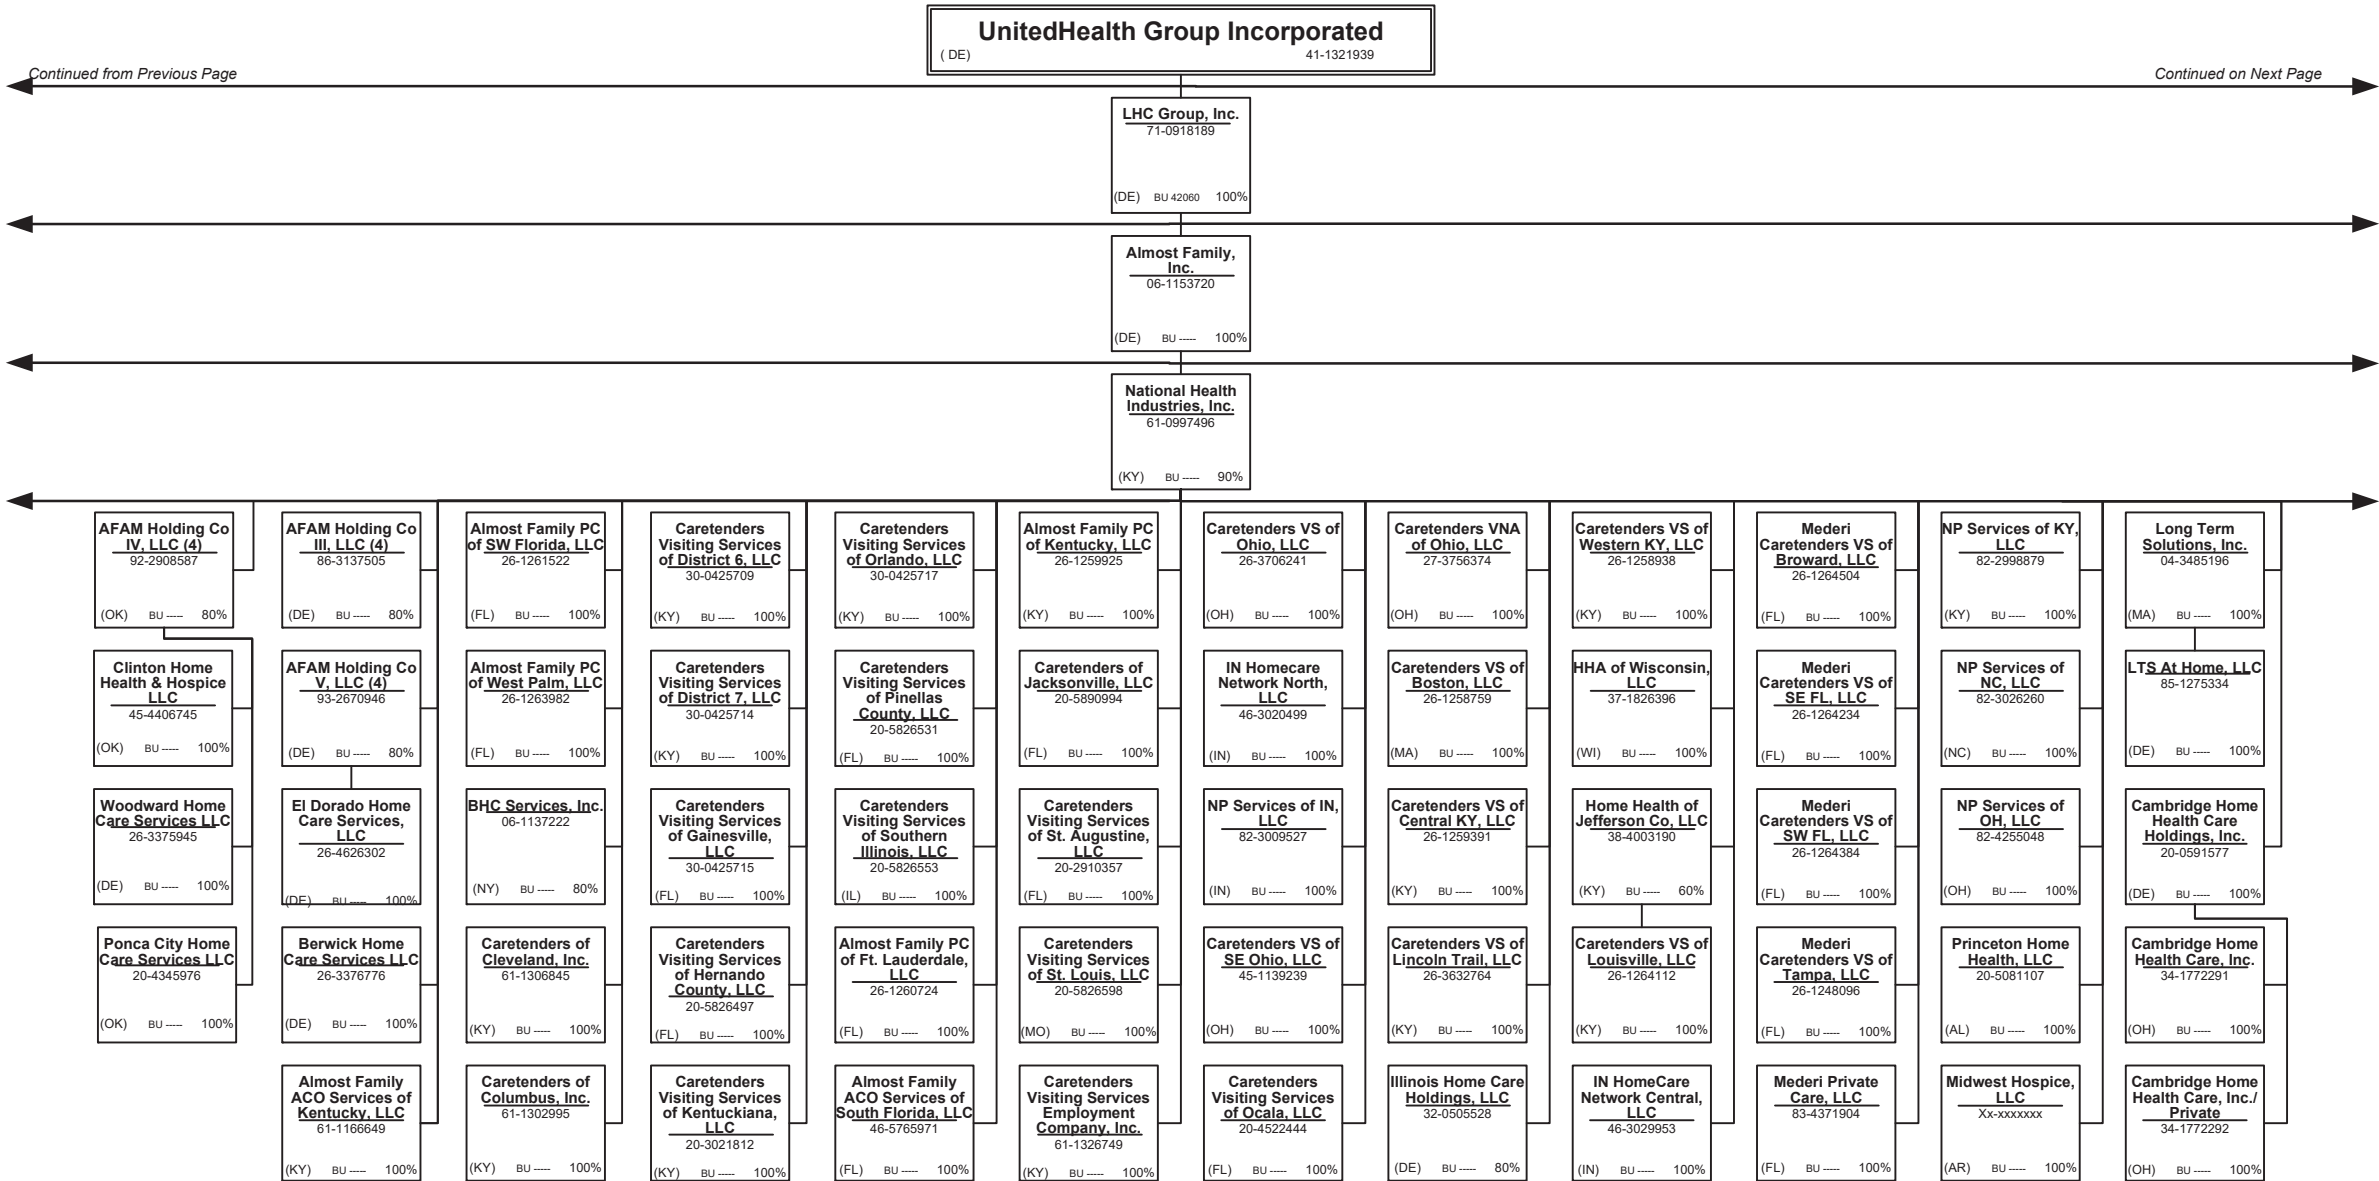 UnitedHealth Group Incorporated
( DE) 41-1321939
Continued from Previous Page
Continued on Next Page
LHC Group, Inc.
71-0918189
(DE) BU 42060 100%
Almost Family,
Inc.
06-1153720
(DE) BU ----- 100%
National Health
Industries, Inc.
61-0997496
(KY) BU ----- 90%
AFAM Holding Co
IV, LLC (4)
92-2908587
(OK) BU ----- 80%
AFAM Holding Co
III, LLC (4)
86-3137505
(DE) BU ----- 80%
Almost Family PC
of SW Florida, LLC
26-1261522
(FL) BU ----- 100%
Caretenders
Visiting Services
of District 6, LLC
30-0425709
(KY) BU ----- 100%
Caretenders
Visiting Services
of Orlando, LLC
30-0425717
(KY) BU ----- 100%
Almost Family PC
of Kentucky, LLC
26-1259925
(KY) BU ----- 100%
Caretenders VS of
Ohio, LLC
26-3706241
(OH) BU ----- 100%
Caretenders VNA
of Ohio, LLC
27-3756374
(OH) BU ----- 100%
Caretenders VS of
Western KY, LLC
26-1258938
(KY) BU ----- 100%
Mederi
Caretenders VS of
Broward, LLC
26-1264504
(FL) BU ----- 100%
NP Services of KY,
LLC
82-2998879
(KY) BU ----- 100%
Long Term
Solutions, Inc.
04-3485196
(MA) BU ----- 100%
Clinton Home
Health & Hospice
LLC
45-4406745
(OK) BU ----- 100%
AFAM Holding Co
V, LLC (4)
93-2670946
(DE) BU ----- 80%
Almost Family PC
of West Palm, LLC
26-1263982
(FL) BU ----- 100%
Caretenders
Visiting Services
of District 7, LLC
30-0425714
(KY) BU ----- 100%
Caretenders
Visiting Services
of Pinellas
County, LLC
20-5826531
(FL) BU ----- 100%
Caretenders of
Jacksonville, LLC
20-5890994
(FL) BU ----- 100%
IN Homecare
Network North,
LLC
46-3020499
(IN) BU ----- 100%
Caretenders VS of
Boston, LLC
26-1258759
(MA) BU ----- 100%
HHA of Wisconsin,
LLC
37-1826396
(WI) BU ----- 100%
Mederi
Caretenders VS of
SE FL, LLC
26-1264234
(FL) BU ----- 100%
NP Services of
NC, LLC
82-3026260
(NC) BU ----- 100%
LTS At Home, LLC
85-1275334
(DE) BU ----- 100%
Woodward Home
Care Services LLC
26-3375945
(DE) BU ----- 100%
El Dorado Home
Care Services,
LLC
26-4626302
(DE) BU ----- 100%
BHC Services, Inc.
06-1137222
(NY) BU ----- 80%
Caretenders
Visiting Services
of Gainesville,
LLC
30-0425715
(FL) BU ----- 100%
Caretenders
Visiting Services
of Southern
Illinois, LLC
20-5826553
(IL) BU ----- 100%
Caretenders
Visiting Services
of St. Augustine,
LLC
20-2910357
(FL) BU ----- 100%
NP Services of IN,
LLC
82-3009527
(IN) BU ----- 100%
Caretenders VS of
Central KY, LLC
26-1259391
(KY) BU ----- 100%
Home Health of
Jefferson Co, LLC
38-4003190
(KY) BU ----- 60%
Mederi
Caretenders VS of
SW FL, LLC
26-1264384
(FL) BU ----- 100%
NP Services of
OH, LLC
82-4255048
(OH) BU ----- 100%
Cambridge Home
Health Care
Holdings, Inc.
20-0591577
(DE) BU ----- 100%
Ponca City Home
Care Services LLC
20-4345976
(OK) BU ----- 100%
Berwick Home
Care Services LLC
26-3376776
(DE) BU ----- 100%
Caretenders of
Cleveland, Inc.
61-1306845
(KY) BU ----- 100%
Caretenders
Visiting Services
of Hernando
County, LLC
20-5826497
(FL) BU ----- 100%
Almost Family PC
of Ft. Lauderdale,
LLC
26-1260724
(FL) BU ----- 100%
Caretenders
Visiting Services
of St. Louis, LLC
20-5826598
(MO) BU ----- 100%
Caretenders VS of
SE Ohio, LLC
45-1139239
(OH) BU ----- 100%
Caretenders VS of
Lincoln Trail, LLC
26-3632764
(KY) BU ----- 100%
Caretenders VS of
Louisville, LLC
26-1264112
(KY) BU ----- 100%
Mederi
Caretenders VS of
Tampa, LLC
26-1248096
(FL) BU ----- 100%
Princeton Home
Health, LLC
20-5081107
(AL) BU ----- 100%
Cambridge Home
Health Care, Inc.
34-1772291
(OH) BU ----- 100%
Almost Family
ACO Services of
Kentucky, LLC
61-1166649
(KY) BU ----- 100%
Caretenders of
Columbus, Inc.
61-1302995
(KY) BU ----- 100%
Caretenders
Visiting Services
of Kentuckiana,
LLC
20-3021812
(KY) BU ----- 100%
Almost Family
ACO Services of
South Florida, LLC
46-5765971
(FL) BU ----- 100%
Caretenders
Visiting Services
Employment
Company, Inc.
61-1326749
(KY) BU ----- 100%
Caretenders
Visiting Services
of Ocala, LLC
20-4522444
(FL) BU ----- 100%
Illinois Home Care
Holdings, LLC
32-0505528
(DE) BU ----- 80%
IN HomeCare
Network Central,
LLC
46-3029953
(IN) BU ----- 100%
Mederi Private
Care, LLC
83-4371904
(FL) BU ----- 100%
Midwest Hospice,
LLC
Xx-xxxxxxx
(AR) BU ----- 100%
Cambridge Home
Health Care, Inc./
Private
34-1772292
(OH) BU ----- 100%